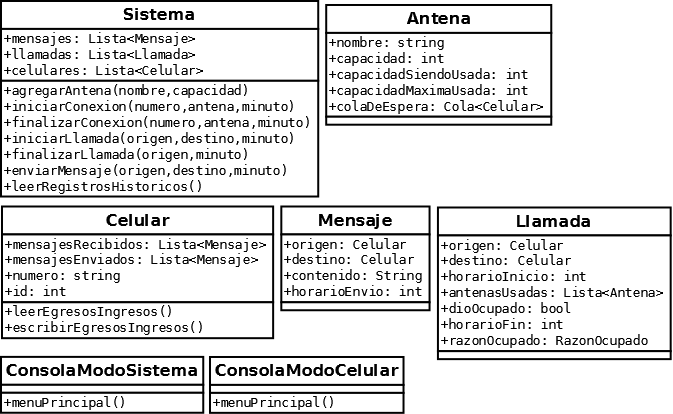 Sistema
+mensajes: Lista<Mensaje>
+llamadas: Lista<Llamada>
+celulares: Lista<Celular>
+agregarAntena(nombre,capacidad)
+iniciarConexion(numero,antena,minuto)
+finalizarConexion(numero,antena,minuto)
+iniciarLlamada(origen,destino,minuto)
+finalizarLlamada(origen,minuto)
+enviarMensaje(origen,destino,minuto)
+leerRegistrosHistoricos()
Antena
+nombre: string
+capacidad: int
+capacidadSiendoUsada: int
+capacidadMaximaUsada: int
+colaDeEspera: Cola<Celular>
Celular
+mensajesRecibidos: Lista<Mensaje>
+mensajesEnviados: Lista<Mensaje>
+numero: string
+id: int
+leerEgresosIngresos()
+escribirEgresosIngresos()
Mensaje
+origen: Celular
+destino: Celular
+contenido: String
+horarioEnvio: int
Llamada
+origen: Celular
+destino: Celular
+horarioInicio: int
+antenasUsadas: Lista<Antena>
+dioOcupado: bool
+horarioFin: int
+razonOcupado: RazonOcupado
ConsolaModoSistema
+menuPrincipal()
ConsolaModoCelular
+menuPrincipal()